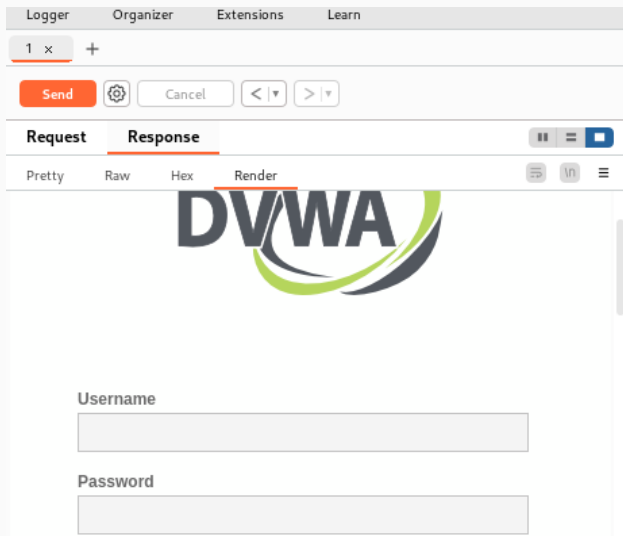 Logger Organizer Extensions Learn
1 × +
Send Cancel < >
Request Response
Pretty Raw Hex Render \n
DVWA
Username
Password